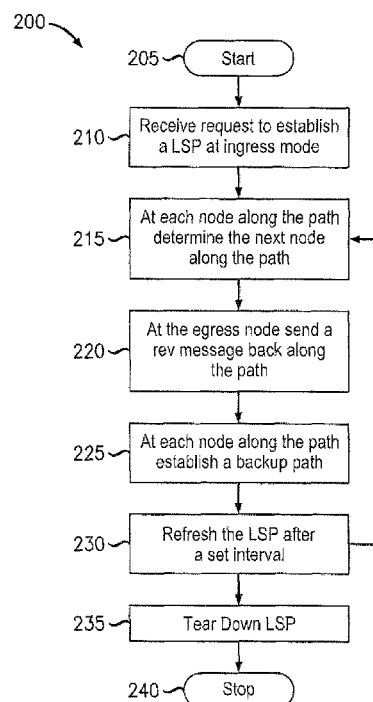 200
205
Start
210
Receive request to establish
a LSP at ingress mode
215
At each node along the path
determine the next node
along the path
220
At the egress node send a
rev message back along
the path
225
At each node along the path
establish a backup path
230
Refresh the LSP after
a set interval
235
Tear Down LSP
240
Stop